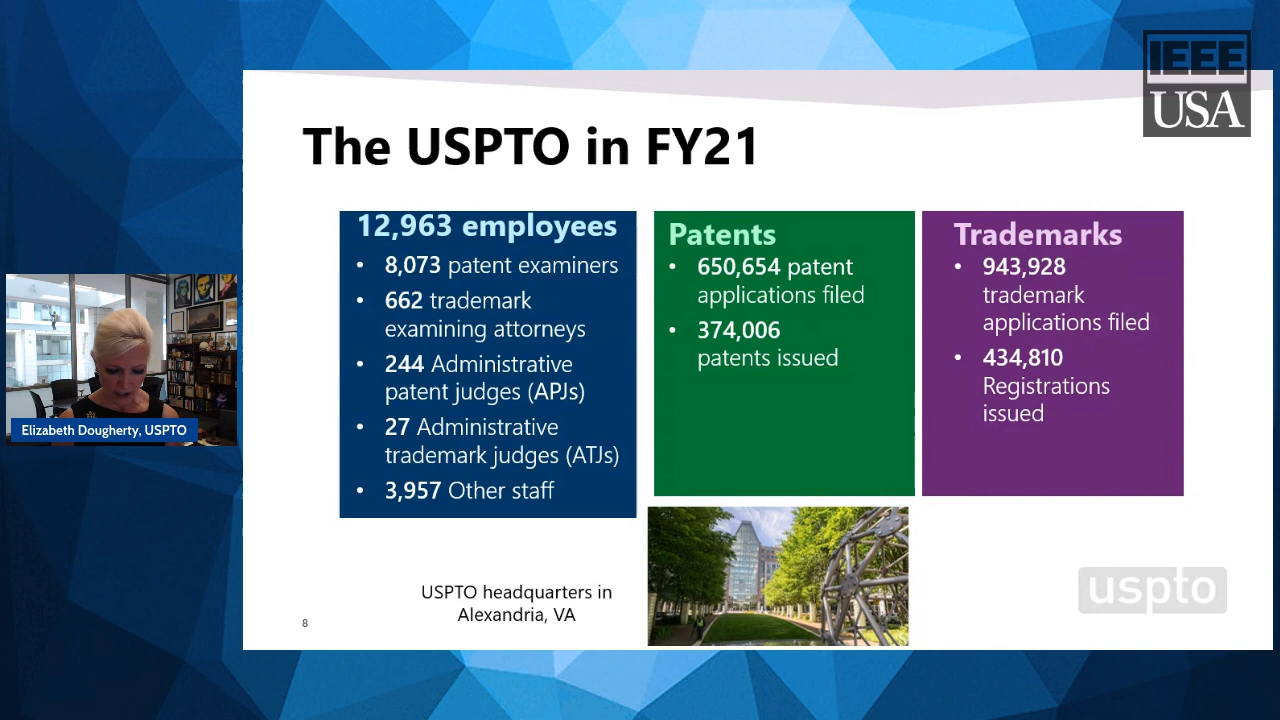 IEEE
USA
The USPTO in FY21
12,963 employees
• 8,073 patent examiners
• 662 trademark
examining attorneys
• 244 Administrative
patent judges (APJs)
• 27 Administrative
trademark judges (ATJs)
• 3,957 Other staff
Patents
• 650,654 patent
applications filed
• 374,006
patents issued
Trademarks
• 943,928
trademark
applications filed
• 434,810
Registrations
issued
Elizabeth Dougherty, USPTO
USPTO headquarters in
Alexandria, VA
uspto
8